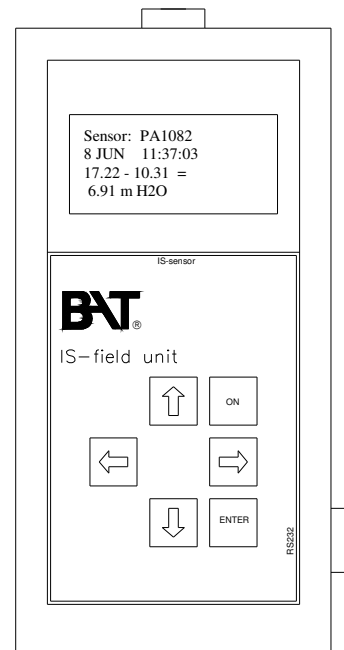 Sensor: PA1082
8 JUN 11:37:03
17.22 - 10.31 =
6.91 m H2O
IS-sensor
BAT®
IS-field unit
ON
ENTER
RS232